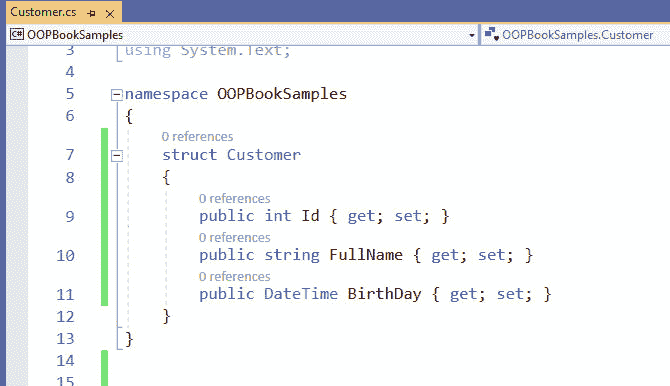 Customer.cs
C# OOPBookSamples OOPBookSamples.Customer
3 using System.Text;
4
5 namespace OOPBookSamples
6 {
0 references
7 struct Customer
8 {
0 references
9 public int Id { get; set; }
0 references
10 public string FullName { get; set; }
0 references
11 public DateTime BirthDay { get; set; }
12 }
13 }
14
15